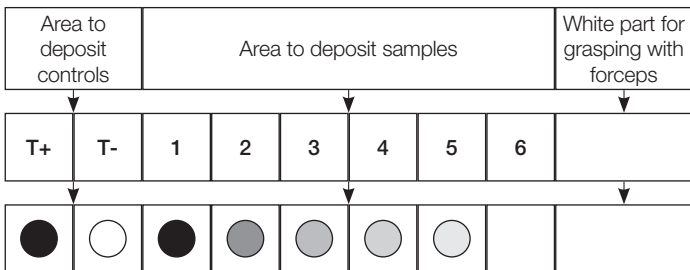 Area to
deposit
controls
Area to deposit samples
White part for
grasping with
forceps
T+ T- 1 2 3 4 5 6